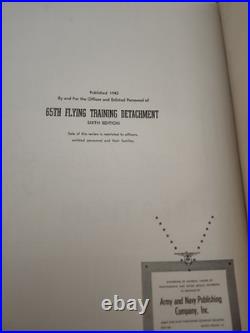 Published 1943
By and For the Officers and Enlisted Personnel of
65TH FLYING TRAINING DETACHMENT
SIXTH EDITION
Sale of this review is restricted to officers,
enlisted personnel and their families.
Army and Navy Publishing
Company, Inc.